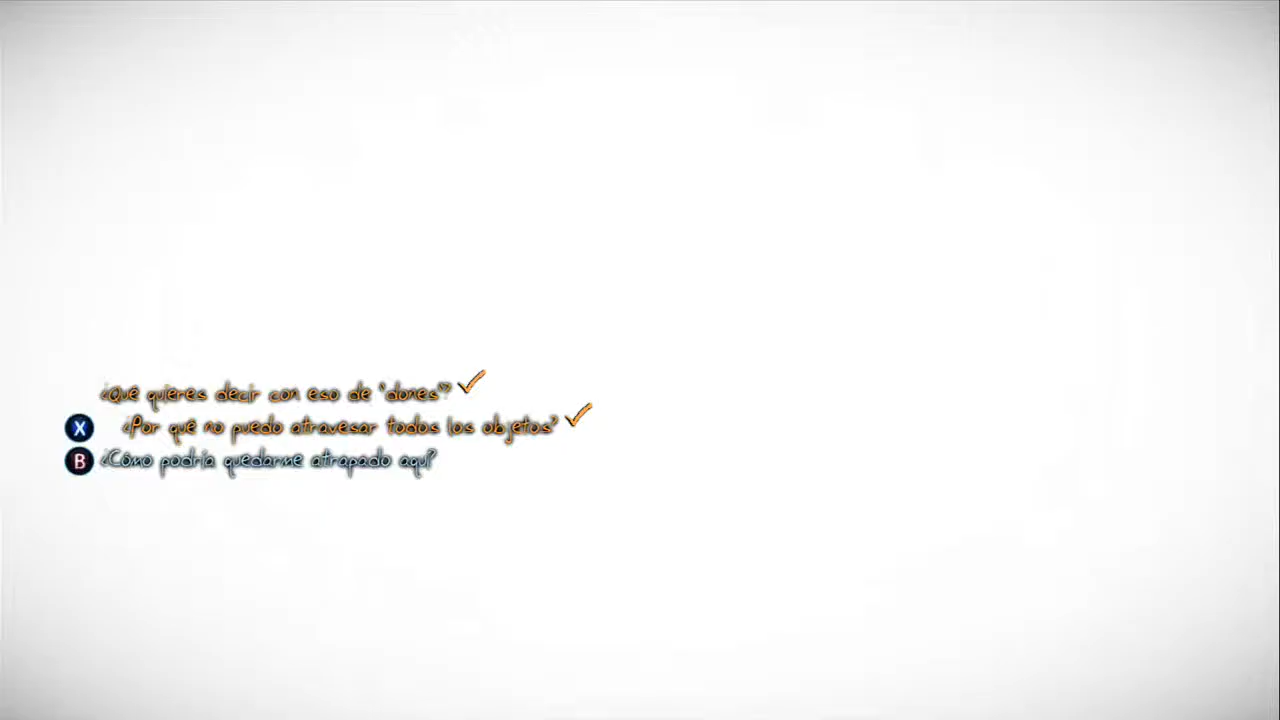 ¿Qué quieres decir con eso de 'dones'?
X ¿Por qué no puedo atravesar todos los objetos?
B ¿Cómo podría quedarme atrapado aquí?